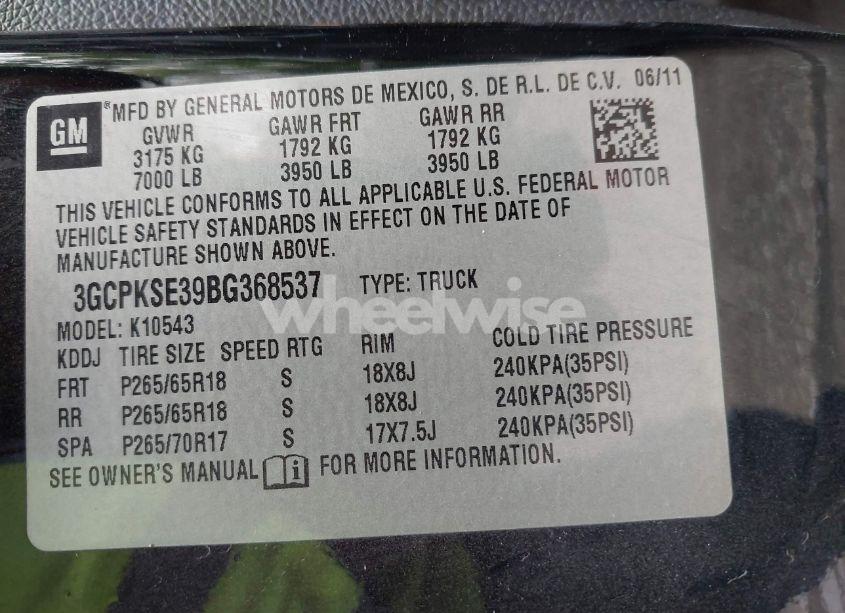 GM
®MFD BY GENERAL MOTORS DE MEXICO, S. DE R.L. DE C.V. 06/11
GVWR GAWR FRT GAWR RR
3175 KG 1792 KG 1792 KG
7000 LB 3950 LB 3950 LB
THIS VEHICLE CONFORMS TO ALL APPLICABLE U.S. FEDERAL MOTOR
VEHICLE SAFETY STANDARDS IN EFFECT ON THE DATE OF
MANUFACTURE SHOWN ABOVE.
3GCPKSE39BG368537 TYPE: TRUCK
wheelwise
MODEL: K10543
KDDJ TIRE SIZE SPEED RTG RIM COLD TIRE PRESSURE
FRT P265/65R18 S 18X8J 240KPA(35PSI)
RR P265/65R18 S 18X8J 240KPA(35PSI)
SPA P265/70R17 S 17X7.5J 240KPA(35PSI)
SEE OWNER'S MANUAL i FOR MORE INFORMATION.